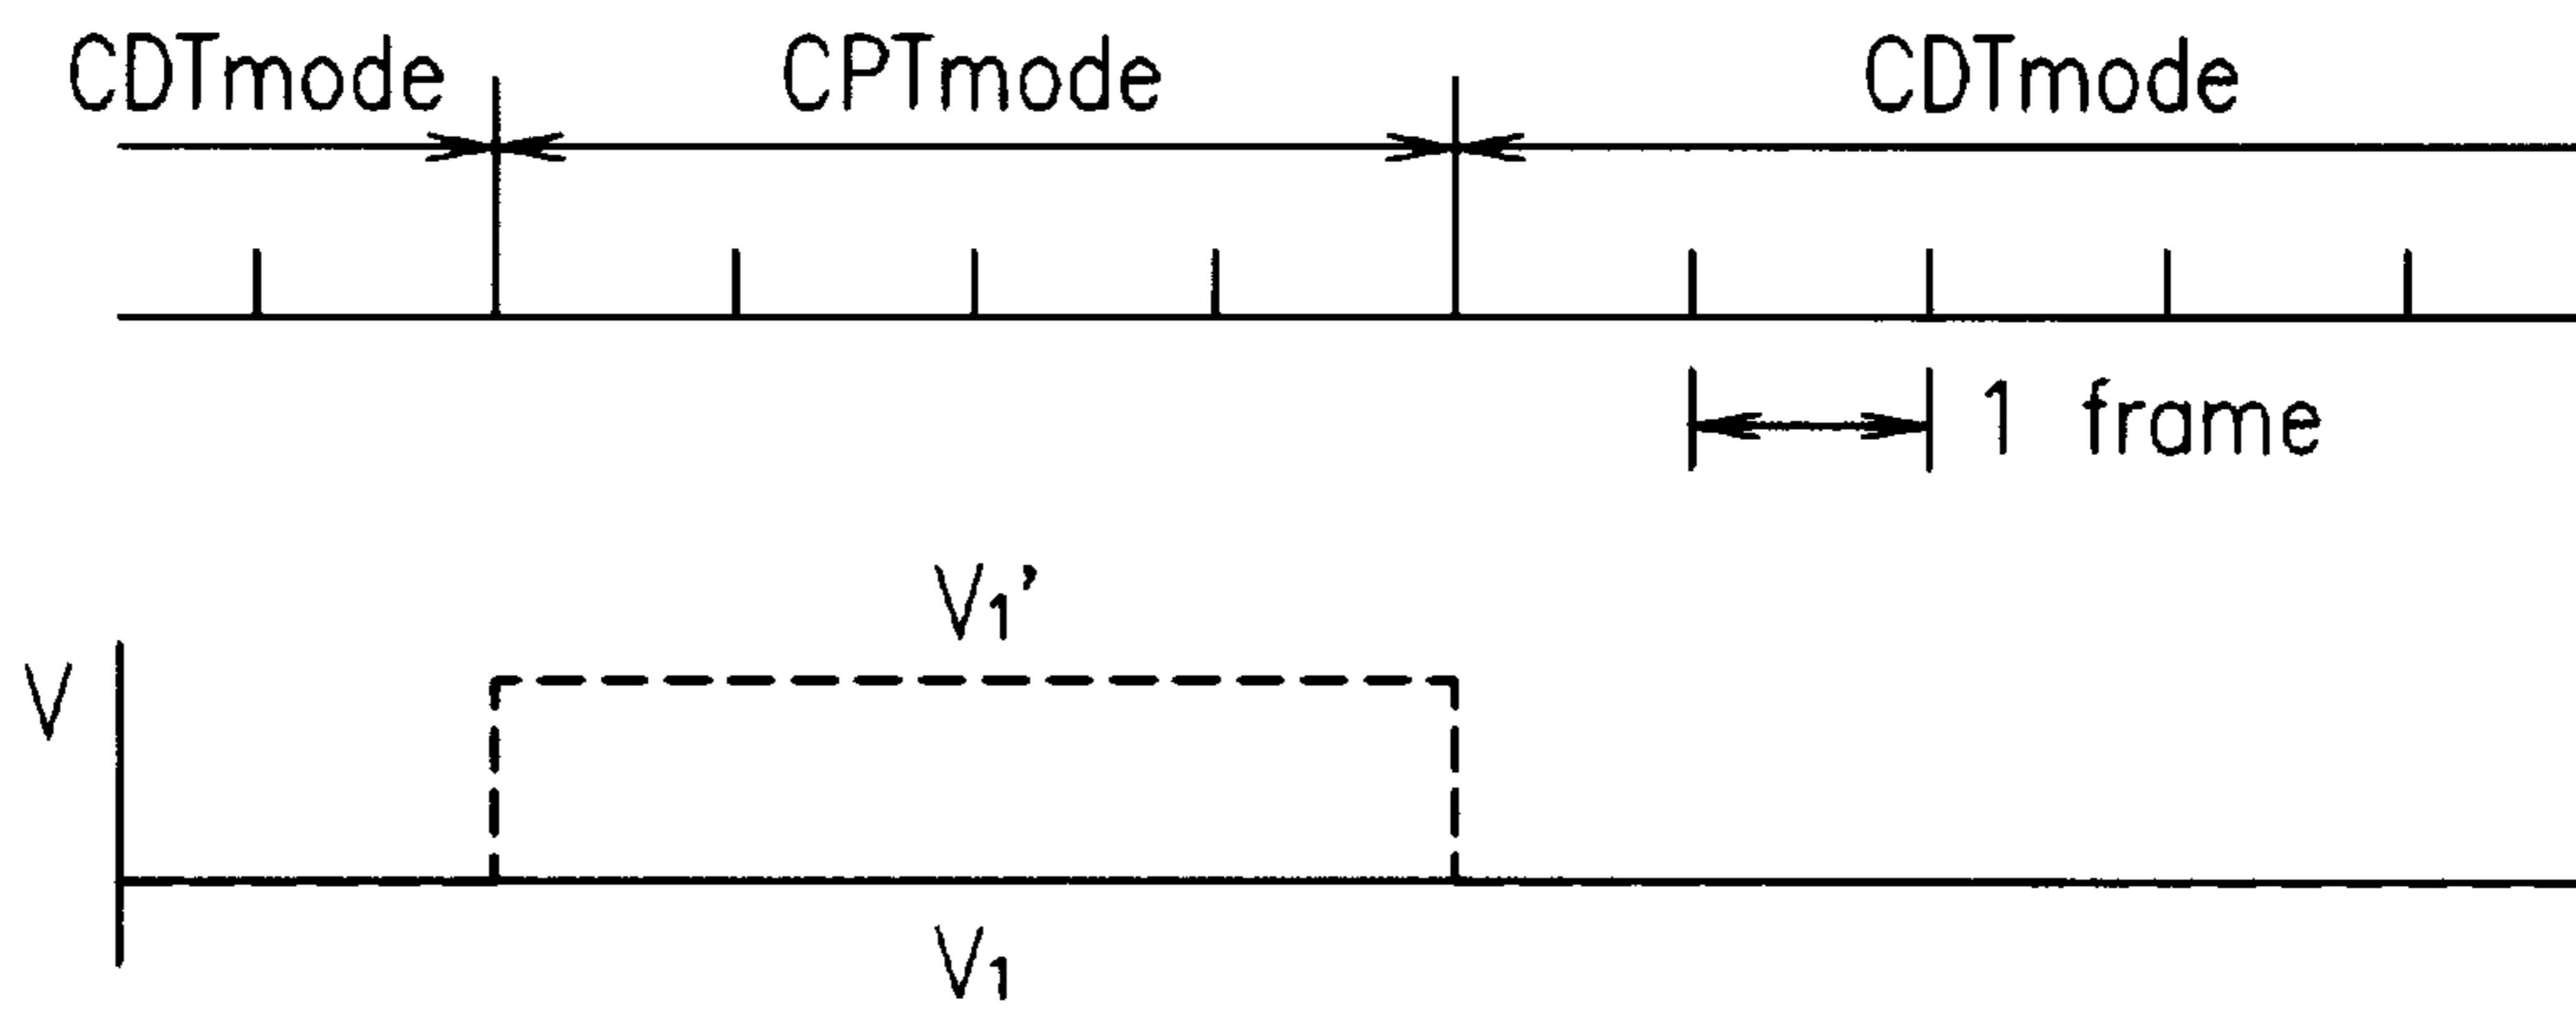 CDTmode CPTmode CDTmode
1 frame
V1'
V
V1